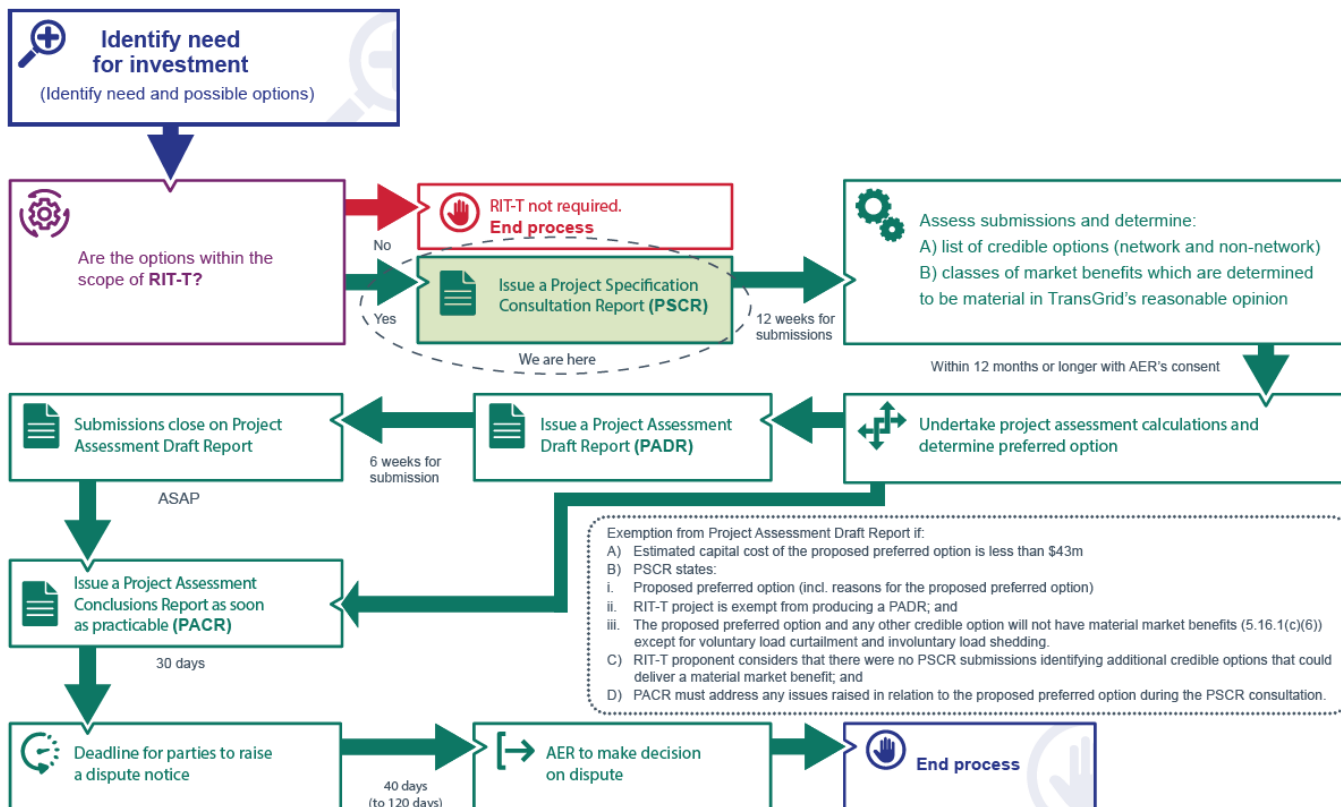 Identify need
for investment
(Identify need and possible options)
Are the options within the
scope of RIT-T?
No
RIT-T not required.
End process
Yes
Issue a Project Specification
Consultation Report (PSCR)
We are here
12 weeks for
submissions
Assess submissions and determine:
A) list of credible options (network and non-network)
B) classes of market benefits which are determined
to be material in TransGrid's reasonable opinion
Within 12 months or longer with AER's consent
Undertake project assessment calculations and
determine preferred option
Issue a Project Assessment
Draft Report (PADR)
6 weeks for
submission
Submissions close on Project
Assessment Draft Report
ASAP
Exemption from Project Assessment Draft Report if:
A) Estimated capital cost of the proposed preferred option is less than $43m
B) PSCR states:
i. Proposed preferred option (incl. reasons for the proposed preferred option)
ii. RIT-T project is exempt from producing a PADR; and
iii. The proposed preferred option and any other credible option will not have material market benefits (5.16.1(c)(6))
except for voluntary load curtailment and involuntary load shedding.
C) RIT-T proponent considers that there were no PSCR submissions identifying additional credible options that could
deliver a material market benefit; and
D) PACR must address any issues raised in relation to the proposed preferred option during the PSCR consultation.
Issue a Project Assessment
Conclusions Report as soon
as practicable (PACR)
30 days
Deadline for parties to raise
a dispute notice
40 days
(to 120 days)
AER to make decision
on dispute
End process